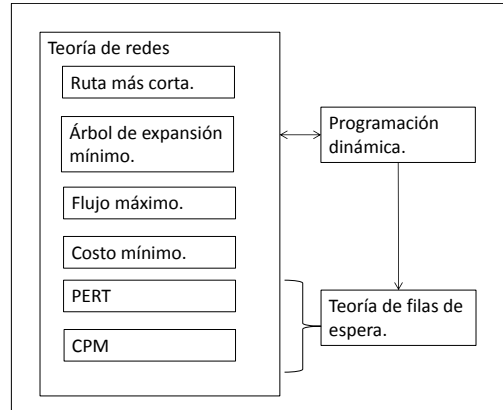 Teoría de redes
Ruta más corta.
Árbol de expansión
mínimo.
Flujo máximo.
Costo mínimo.
PERT
CPM
Programación
dinámica.
Teoría de filas de
espera.